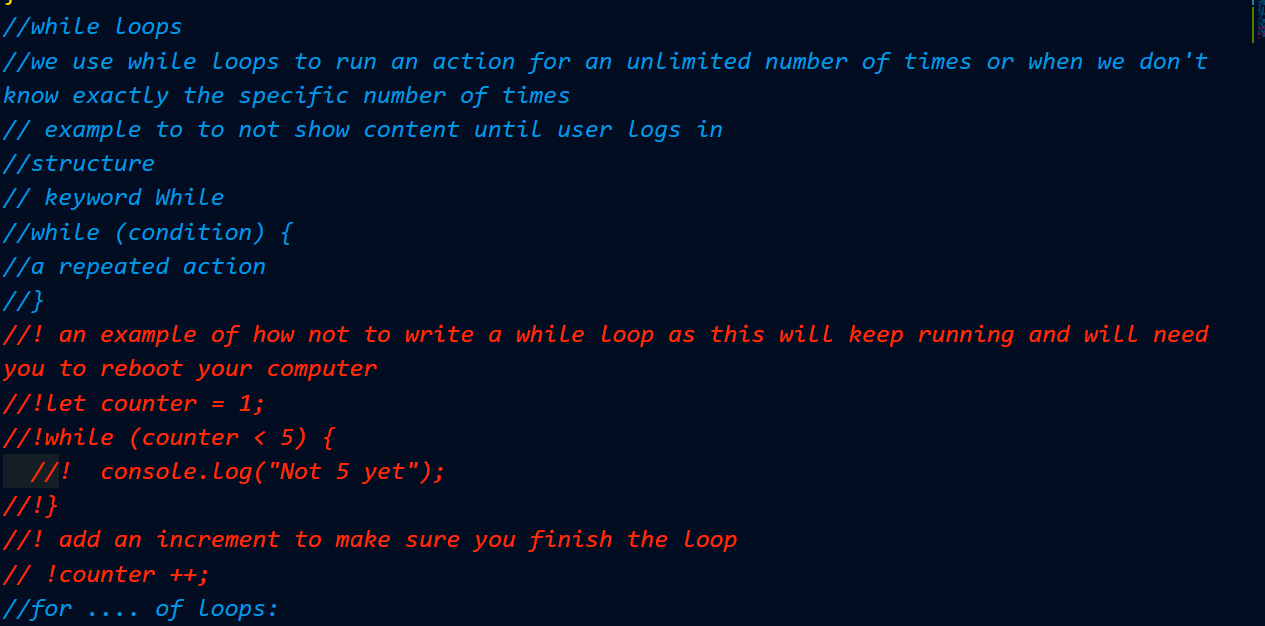 //while loops
//we use while loops to run an action for an unlimited number of times or when we don't
know exactly the specific number of times
// example to to not show content until user logs in
//structure
// keyword While
//while (condition) {
//a repeated action
//}
//! an example of how not to write a while loop as this will keep running and will need
you to reboot your computer
//!let counter = 1;
//!while (counter < 5) {
  //!  console.log("Not 5 yet");
//!}
//! add an increment to make sure you finish the loop
// !counter ++;
//for .... of loops: